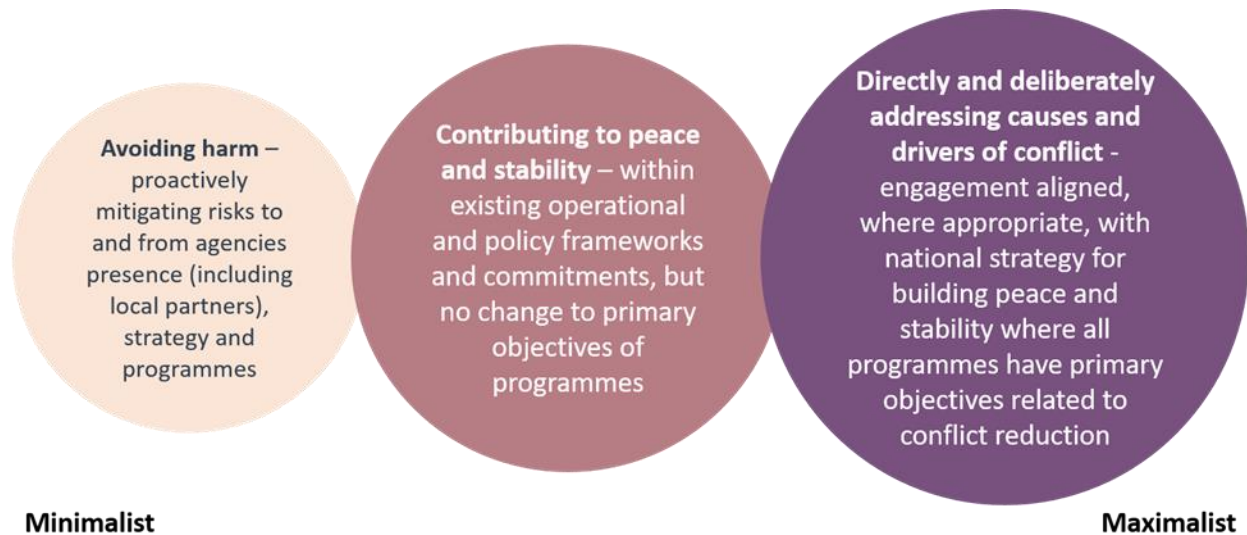 Avoiding harm –
proactively
mitigating risks to
and from agencies
presence (including
local partners),
strategy and
programmes
Contributing to peace
and stability – within
existing operational
and policy frameworks
and commitments, but
no change to primary
objectives of
programmes
Directly and deliberately
addressing causes and
drivers of conflict -
engagement aligned,
where appropriate, with
national strategy for
building peace and
stability where all
programmes have primary
objectives related to
conflict reduction
Minimalist
Maximalist